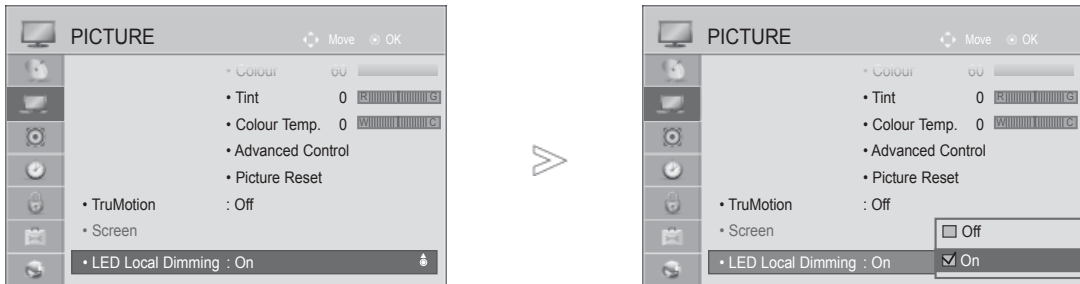 PICTURE
Move OK
• Colour 60
• Tint 0 R G
• Colour Temp. 0 W C
• Advanced Control
• Picture Reset
• TruMotion : Off
• Screen
• LED Local Dimming : On
PICTURE
Move OK
• Colour 60
• Tint 0 R G
• Colour Temp. 0 W C
• Advanced Control
• Picture Reset
• TruMotion : Off
• Screen
Off
• LED Local Dimming : On
On